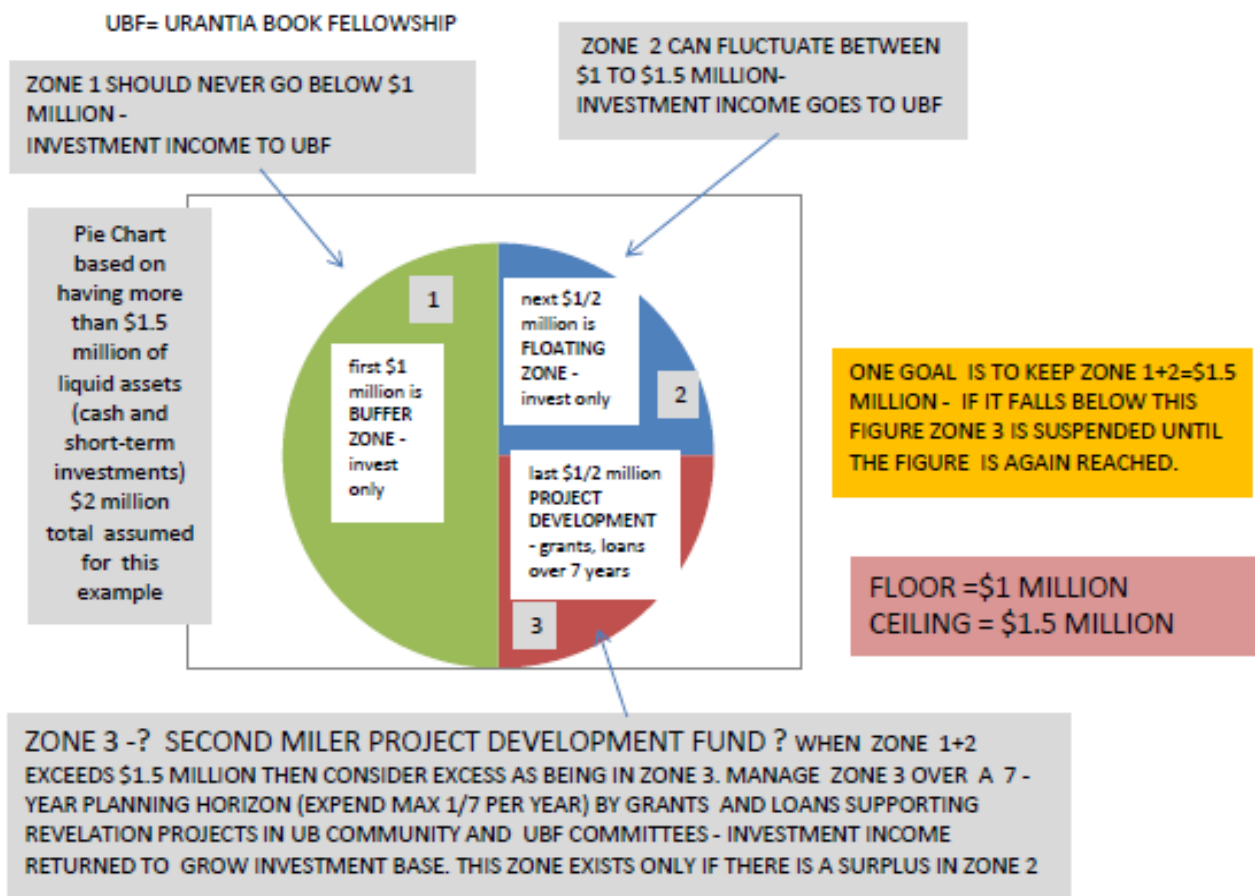 UBF= URANTIA BOOK FELLOWSHIP
ZONE 1 SHOULD NEVER GO BELOW $1
MILLION -
INVESTMENT INCOME TO UBF
ZONE 2 CAN FLUCTUATE BETWEEN
$1 TO $1.5 MILLION-
INVESTMENT INCOME GOES TO UBF
Pie Chart
based on
having more
than $1.5
million of
liquid assets
(cash and
short-term
investments)
$2 million
total assumed
for this
example
1
first $1
million is
BUFFER
ZONE -
invest
only
next $1/2
million is
FLOATING
ZONE -
invest only
2
last $1/2 million
PROJECT
DEVELOPMENT
- grants, loans
over 7 years
3
ONE GOAL IS TO KEEP ZONE 1+2=$1.5
MILLION - IF IT FALLS BELOW THIS
FIGURE ZONE 3 IS SUSPENDED UNTIL
THE FIGURE IS AGAIN REACHED.
FLOOR =$1 MILLION
CEILING = $1.5 MILLION
ZONE 3 -? SECOND MILER PROJECT DEVELOPMENT FUND ? WHEN ZONE 1+2
EXCEEDS $1.5 MILLION THEN CONSIDER EXCESS AS BEING IN ZONE 3. MANAGE ZONE 3 OVER A 7 -
YEAR PLANNING HORIZON (EXPEND MAX 1/7 PER YEAR) BY GRANTS AND LOANS SUPPORTING
REVELATION PROJECTS IN UB COMMUNITY AND UBF COMMITTEES - INVESTMENT INCOME
RETURNED TO GROW INVESTMENT BASE. THIS ZONE EXISTS ONLY IF THERE IS A SURPLUS IN ZONE 2